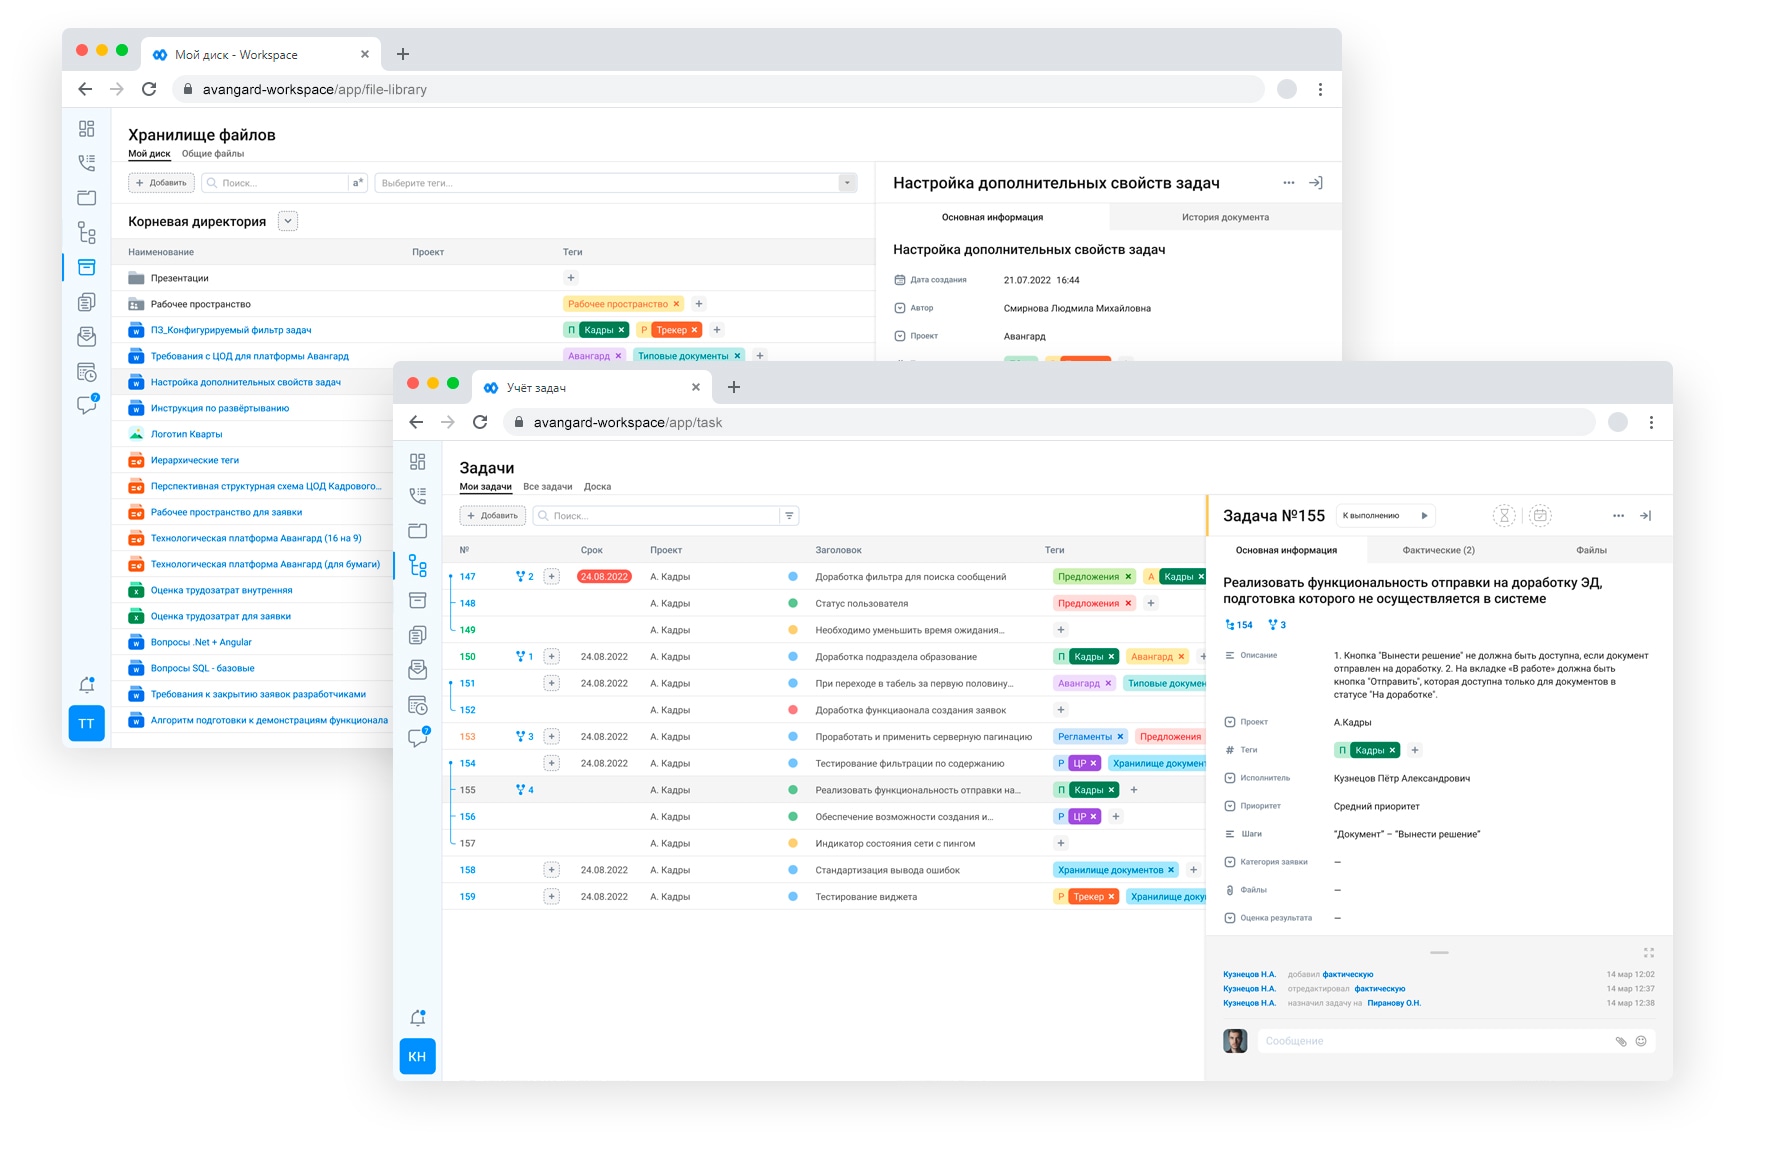 Мой диск - Workspace
avangard-workspace/app/file-library
Хранилище файлов
Мой диск Общие файлы
Добавить Поиск... a* Выберите теги...
Корневая директория
Наименование Проект Теги
Презентации
Рабочее пространство Рабочее пространство
ПЗ_Конфигурируемый фильтр задач П Кадры Р Трекер
Требования с ЦОД для платформы Авангард Авангард Типовые документы
Настройка дополнительных свойств задач
Инструкция по развёртыванию
Логотип Кварты
Иерархические теги
Перспективная структурная схема ЦОД Кадрового...
Рабочее пространство для заявки
Технологическая платформа Авангард (16 на 9)
Технологическая платформа Авангард (для бумаги)
Оценка трудозатрат внутренняя
Оценка трудозатрат для заявки
Вопросы .Net + Angular
Вопросы SQL - базовые
Требования к закрытию заявок разработчиками
Алгоритм подготовки к демонстрациям функционала
7
ТТ
Настройка дополнительных свойств задач
Основная информация История документа
Настройка дополнительных свойств задач
Дата создания 21.07.2022 16:44
Автор Смирнова Людмила Михайловна
Проект Авангард
Учёт задач
avangard-workspace/app/task
Задачи
Мои задачи Все задачи Доска
Добавить Поиск...
№ Срок Проект Заголовок Теги
147 2 24.08.2022 А. Кадры Доработка фильтра для поиска сообщений Предложения А Кадры
148 А. Кадры Статус пользователя Предложения
149 А. Кадры Необходимо уменьшить время ожидания...
150 1 24.08.2022 А. Кадры Доработка подраздела образование П Кадры Авангард
151 24.08.2022 А. Кадры При переходе в табель за первую половину... Авангард Типовые докумен
152 А. Кадры Доработка функциаонала создания заявок
153 3 24.08.2022 А. Кадры Проработать и применить серверную пагинацию Регламенты Предложения
154 24.08.2022 А. Кадры Тестирование фильтрации по содержанию Р ЦР Хранилище документ
155 4 А. Кадры Реализовать функциональность отправки на... П Кадры
156 А. Кадры Обеспечение возможности создания и... Р ЦР
157 А. Кадры Индикатор состояния сети с пингом
158 24.08.2022 А. Кадры Стандартизация вывода ошибок Хранилище документов
159 24.08.2022 А. Кадры Тестирование виджета Р Трекер Хранилище доку
7
КН
Задача №155 К выполнению
Основная информация Фактические (2) Файлы
Реализовать функциональность отправки на доработку ЭД,
подготовка которого не осуществляется в системе
154 3
Описание 1. Кнопка "Вынести решение" не должна быть доступна, если документ
отправлен на доработку. 2. На вкладке «В работе» должна быть
кнопка "Отправить", которая доступна только для документов в
статусе "На доработке".
Проект А.Кадры
Теги П Кадры
Исполнитель Кузнецов Пётр Александрович
Приоритет Средний приоритет
Шаги "Документ" – "Вынести решение"
Категория заявки –
Файлы –
Оценка результата –
Кузнецов Н.А. добавил фактическую 14 мар 12:02
Кузнецов Н.А. отредактировал фактическую 14 мар 12:37
Кузнецов Н.А. назначил задачу на Пиранову О.Н. 14 мар 12:38
Сообщение